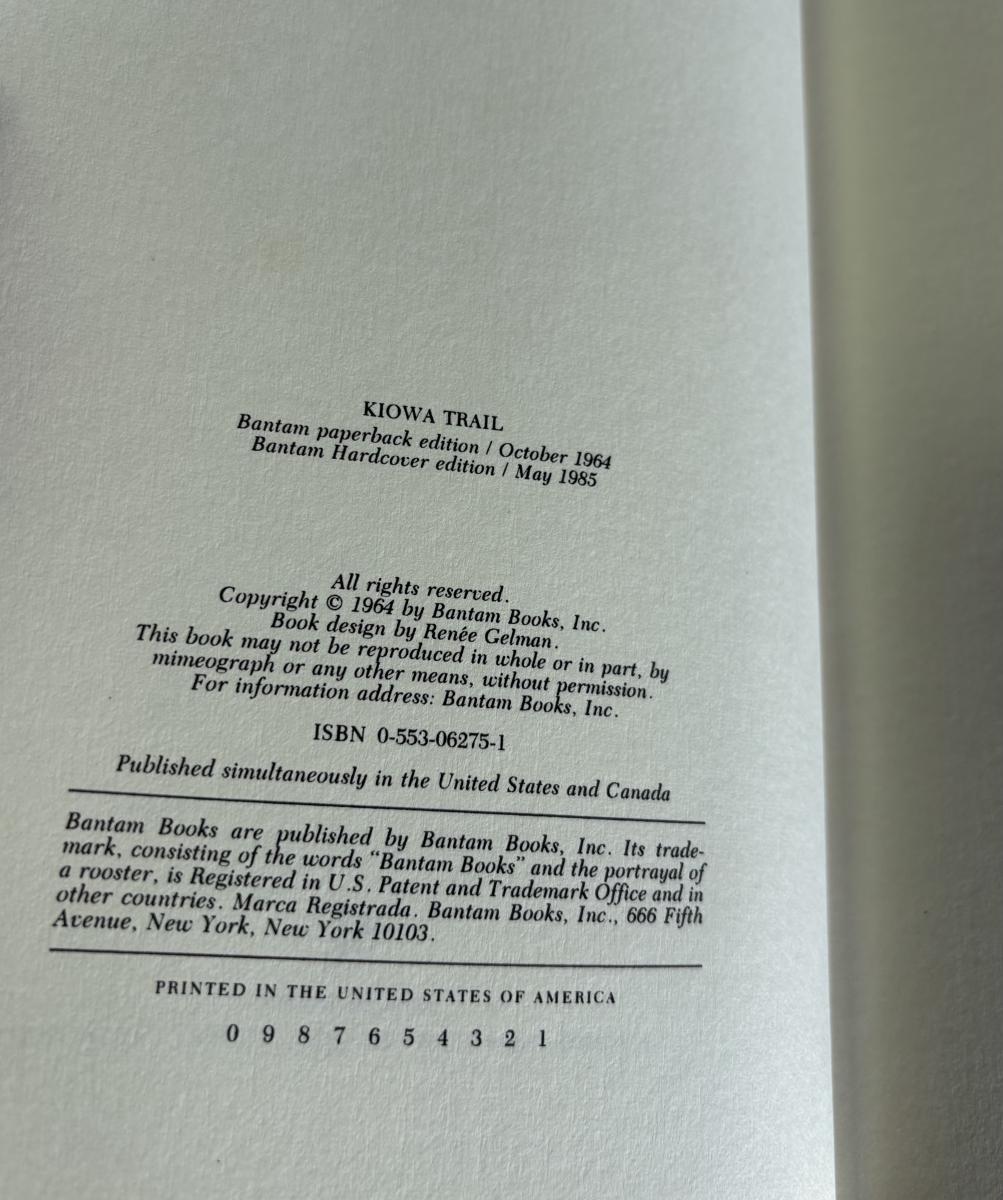 KIOWA TRAIL
Bantam paperback edition / October 1964
Bantam Hardcover edition / May 1985
All rights reserved.
Copyright © 1964 by Bantam Books, Inc.
Book design by Renée Gelman.
This book may not be reproduced in whole or in part, by
mimeograph or any other means, without permission.
For information address: Bantam Books, Inc.
ISBN 0-553-06275-1
Published simultaneously in the United States and Canada
Bantam Books are published by Bantam Books, Inc. Its trade-
mark, consisting of the words “Bantam Books” and the portrayal of
a rooster, is Registered in U.S. Patent and Trademark Office and in
other countries. Marca Registrada. Bantam Books, Inc., 666 Fifth
Avenue, New York, New York 10103.
PRINTED IN THE UNITED STATES OF AMERICA
0 9 8 7 6 5 4 3 2 1